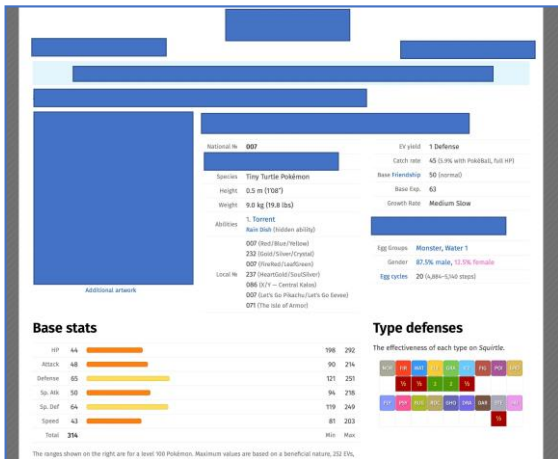 National № 007
Species Tiny Turtle Pokémon
Height 0.5 m (1′08″)
Weight 9.0 kg (19.8 lbs)
Abilities 1. Torrent
Rain Dish (hidden ability)
Local № 007 (Red/Blue/Yellow)
232 (Gold/Silver/Crystal)
007 (FireRed/LeafGreen)
237 (HeartGold/SoulSilver)
086 (X/Y — Central Kalos)
007 (Let's Go Pikachu/Let's Go Eevee)
071 (The Isle of Armor)
EV yield 1 Defense
Catch rate 45 (5.9% with PokéBall, full HP)
Base Friendship 50 (normal)
Base Exp. 63
Growth Rate Medium Slow
Egg Groups Monster, Water 1
Gender 87.5% male, 12.5% female
Egg cycles 20 (4,884–5,140 steps)
Additional artwork
Base stats
HP 44 198 292
Attack 48 90 214
Defense 65 121 251
Sp. Atk 50 94 218
Sp. Def 64 119 249
Speed 43 81 203
Total 314 Min Max
The ranges shown on the right are for a level 100 Pokémon. Maximum values are based on a beneficial nature, 252 EVs,
Type defenses
The effectiveness of each type on Squirtle.
NOR FIR WAT ELE GRA ICE FIG POI GRO
½ ½ 2 2 ½
FLY PSY BUG ROC GHO DRA DAR STE FAI
½